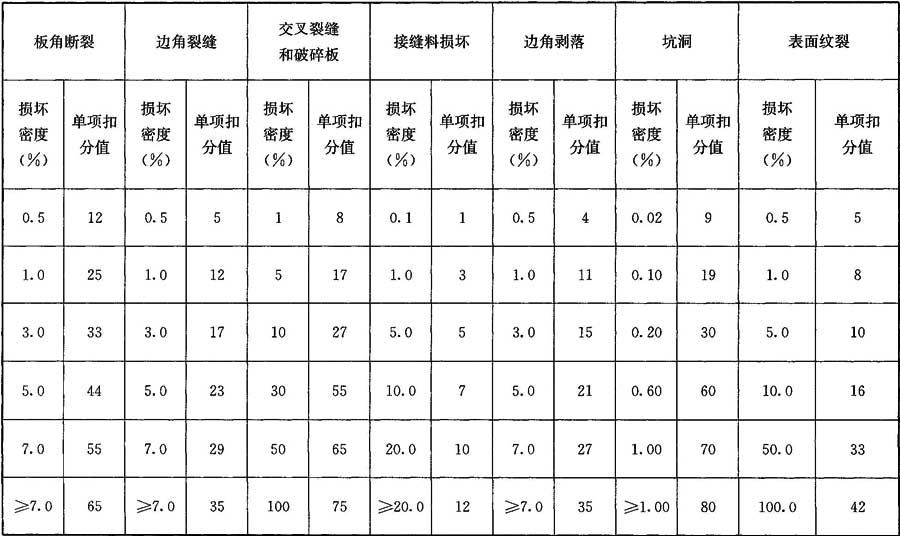 板角断裂 边角裂缝 交叉裂缝和破碎板 接缝料损坏 边角剥落 坑洞 表面纹裂
损坏密度(%) 单项扣分值 损坏密度(%) 单项扣分值 损坏密度(%) 单项扣分值 损坏密度(%) 单项扣分值 损坏密度(%) 单项扣分值 损坏密度(%) 单项扣分值 损坏密度(%) 单项扣分值
0.5 12 0.5 5 1 8 0.1 1 0.5 4 0.02 9 0.5 5
1.0 25 1.0 12 5 17 1.0 3 1.0 11 0.10 19 1.0 8
3.0 33 3.0 17 10 27 5.0 5 3.0 15 0.20 30 5.0 10
5.0 44 5.0 23 30 55 10.0 7 5.0 21 0.60 60 10.0 16
7.0 55 7.0 29 50 65 20.0 10 7.0 27 1.00 70 50.0 33
⩾7.0 65 ⩾7.0 35 100 75 ⩾20.0 12 ⩾7.0 35 ⩾1.00 80 100.0 42